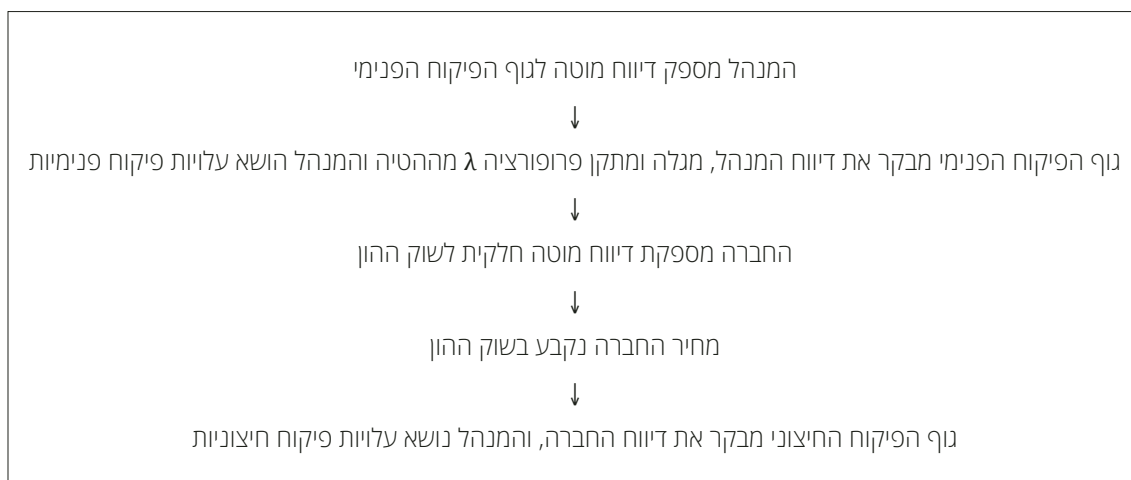 המנהל מספק דיווח מוטה לגוף הפיקוח הפנימי
↓
גוף הפיקוח הפנימי מבקר את דיווח המנהל, מגלה ומתקן פרופורציה λ מההטיה והמנהל הושא עלויות פיקוח פנימיות
↓
החברה מספקת דיווח מוטה חלקית לשוק ההון
↓
מחיר החברה נקבע בשוק ההון
↓
גוף הפיקוח החיצוני מבקר את דיווח החברה, והמנהל נושא עלויות פיקוח חיצוניות